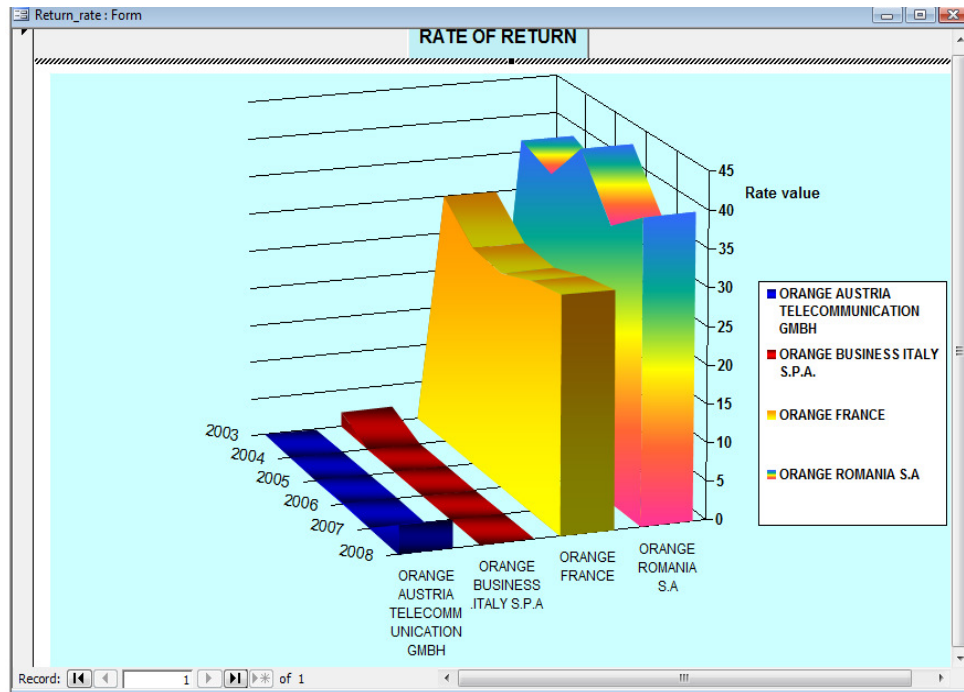 Return_rate : Form
RATE OF RETURN
45
40
35
30
25
20
15
10
5
0
Rate value
2003
2004
2005
2006
2007
2008
ORANGE
AUSTRIA
TELECOMM
UNICATION
GMBH
ORANGE
BUSINESS
.ITALY S.P.A
ORANGE
FRANCE
ORANGE
ROMANIA
S.A
ORANGE AUSTRIA
TELECOMMUNICATION
GMBH
ORANGE BUSINESS ITALY
S.P.A.
ORANGE FRANCE
ORANGE ROMANIA S.A
Record: 1 of 1